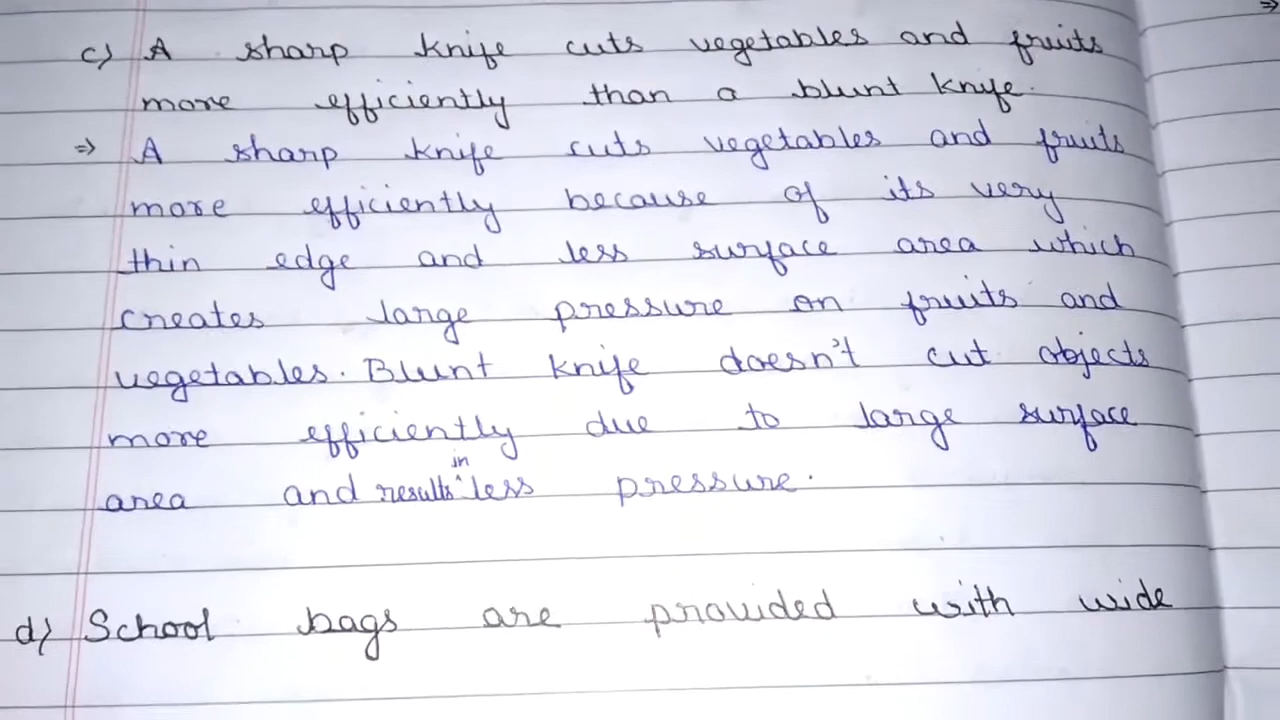 ⇒
c) A sharp knife cuts vegetables and fruits
more efficiently than a blunt knife.
⇒ A sharp knife cuts vegetables and fruits
more efficiently because of its very
thin edge and less surface area which
creates large pressure on fruits and
vegetables. Blunt knife doesn't cut objects
more efficiently due to large surface
area and results in less pressure.
d) School bags are provided with wide